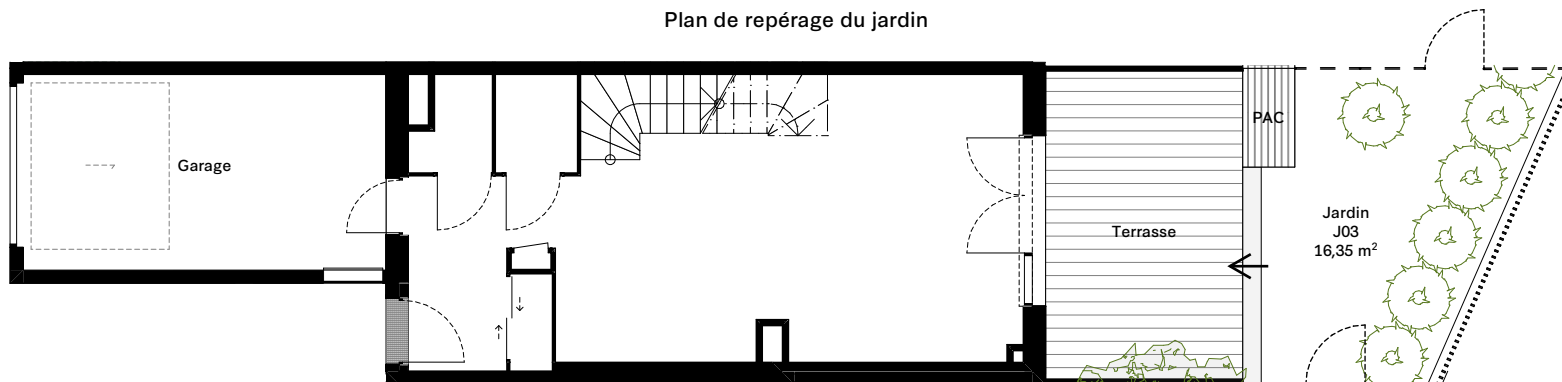 Plan de repérage du jardin
Garage
PAC
Terrasse
Jardin
J03
16,35 m²